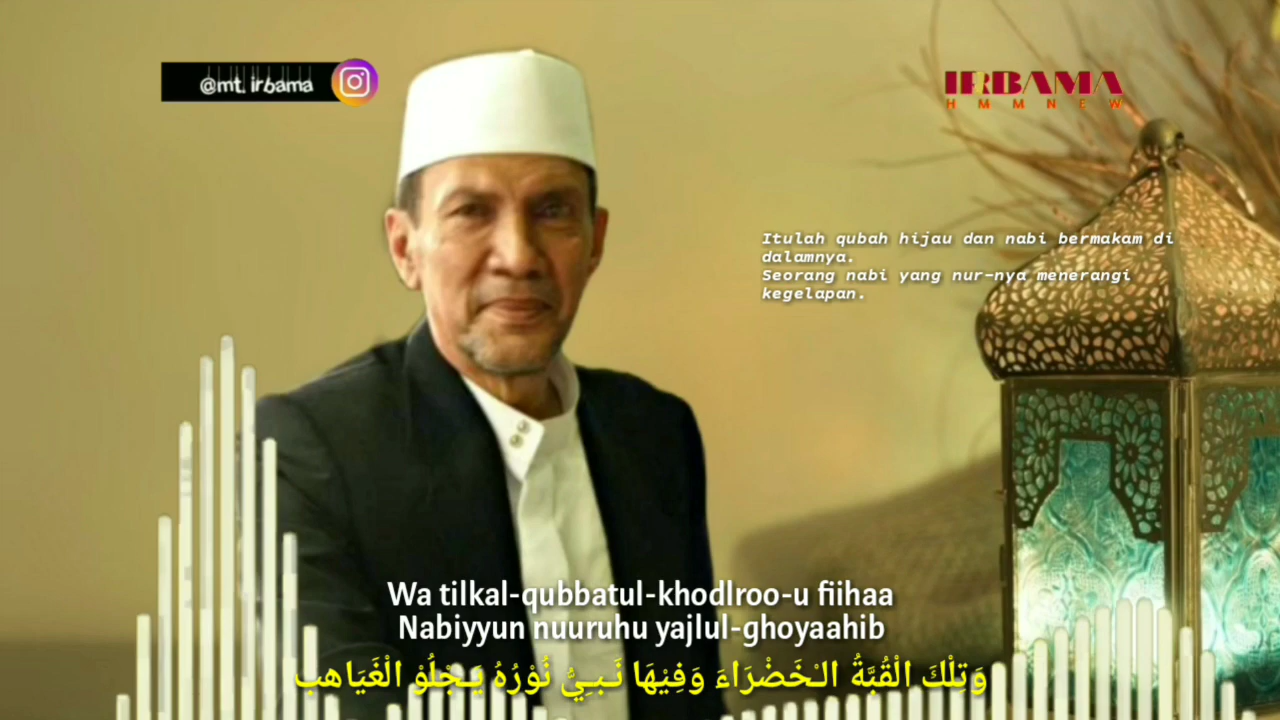 @mt. irbama
IRBAMA
HMMNEW
Itulah qubah hijau dan nabi bermakam di
dalamnya.
Seorang nabi yang nur-nya menerangi
kegelapan.
Wa tilkal-qubbatul-khodlroo-u fiihaa
Nabiyyun nuuruhu yajlul-ghoyaahib
وَتِلْكَ الْقُبَّةُ الْخَضْرَاءَ وَفِيْهَا نَبِيُّ نُوْرُهُ يَجْلُوْ الْغَيَاهب